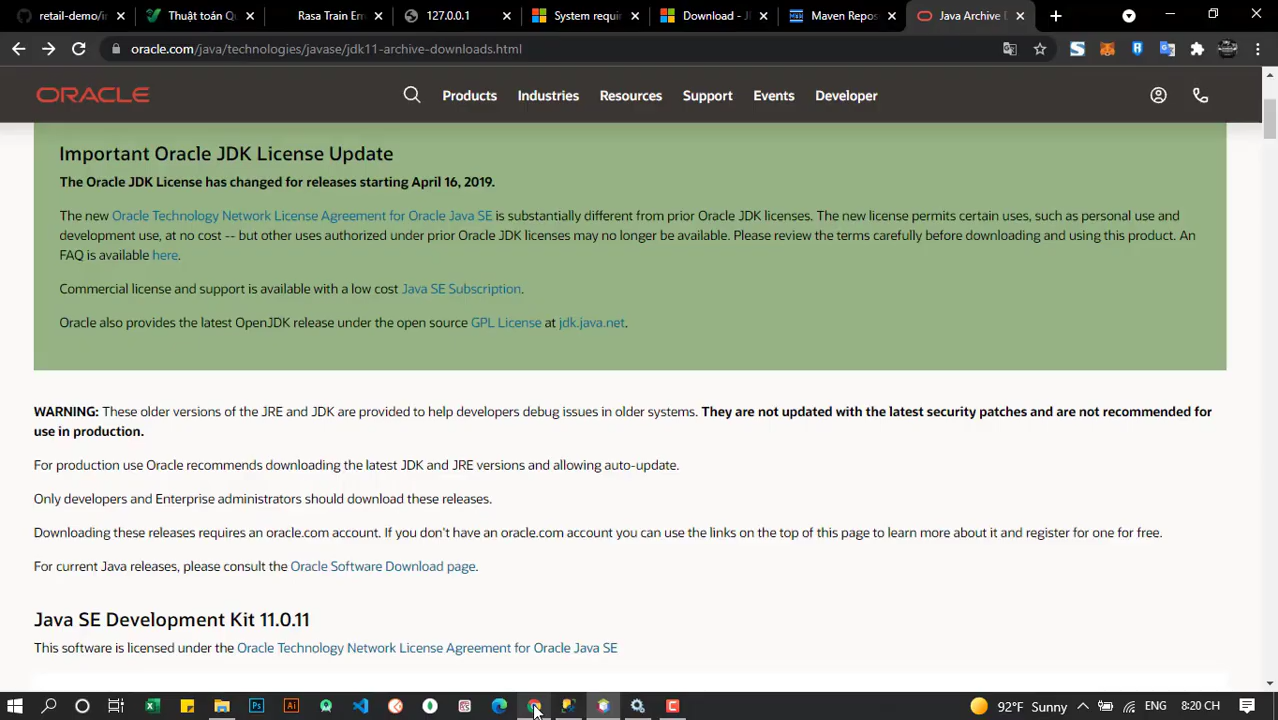 retail-demo/in
Thuật toán Q
Rasa Train Err
127.0.0.1
System requi
Download - J
Maven Repos
Java Archive
oracle.com/java/technologies/javase/jdk11-archive-downloads.html
ORACLE
Products
Industries
Resources
Support
Events
Developer
Important Oracle JDK License Update
The Oracle JDK License has changed for releases starting April 16, 2019.
The new Oracle Technology Network License Agreement for Oracle Java SE is substantially different from prior Oracle JDK licenses. The new license permits certain uses, such as personal use and
development use, at no cost -- but other uses authorized under prior Oracle JDK licenses may no longer be available. Please review the terms carefully before downloading and using this product. An
FAQ is available here.
Commercial license and support is available with a low cost Java SE Subscription.
Oracle also provides the latest OpenJDK release under the open source GPL License at jdk.java.net.
WARNING: These older versions of the JRE and JDK are provided to help developers debug issues in older systems. They are not updated with the latest security patches and are not recommended for
use in production.
For production use Oracle recommends downloading the latest JDK and JRE versions and allowing auto-update.
Only developers and Enterprise administrators should download these releases.
Downloading these releases requires an oracle.com account. If you don't have an oracle.com account you can use the links on the top of this page to learn more about it and register for one for free.
For current Java releases, please consult the Oracle Software Download page.
Java SE Development Kit 11.0.11
This software is licensed under the Oracle Technology Network License Agreement for Oracle Java SE
92°F Sunny
8:20 CH